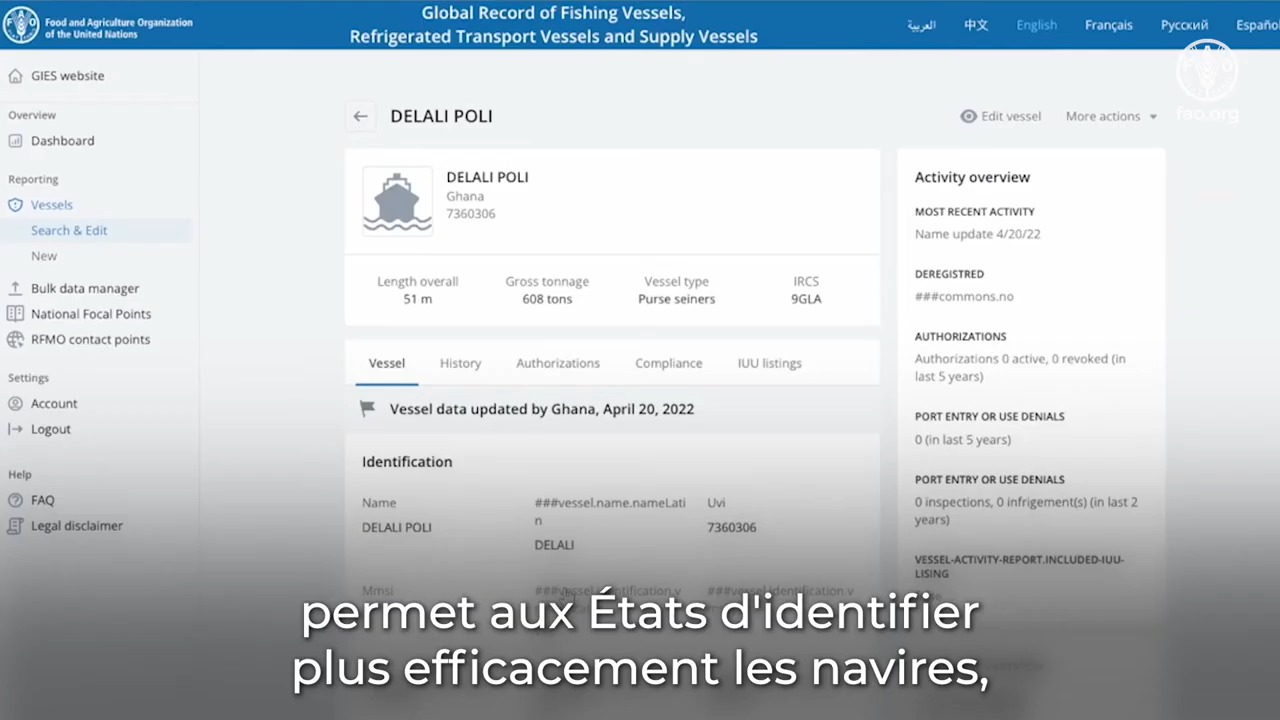 Food and Agriculture Organization
of the United Nations
Global Record of Fishing Vessels,
Refrigerated Transport Vessels and Supply Vessels
العربية
中文
English
Français
Русский
Español
fao.org
GIES website
Overview
Dashboard
Reporting
Vessels
Search & Edit
New
Bulk data manager
National Focal Points
RFMO contact points
Settings
Account
Logout
Help
FAQ
Legal disclaimer
DELALI POLI
Edit vessel
More actions
DELALI POLI
Ghana
7360306
Length overall
51 m
Gross tonnage
608 tons
Vessel type
Purse seiners
IRCS
9GLA
Vessel
History
Authorizations
Compliance
IUU listings
Vessel data updated by Ghana, April 20, 2022
Identification
Name
DELALI POLI
###vessel.name.nameLati
n
DELALI
Uvi
7360306
Mmsi
###vessel.identification.v
###vessel.identification.v
Activity overview
MOST RECENT ACTIVITY
Name update 4/20/22
DEREGISTRED
###commons.no
AUTHORIZATIONS
Authorizations 0 active, 0 revoked (in
last 5 years)
PORT ENTRY OR USE DENIALS
0 (in last 5 years)
PORT ENTRY OR USE DENIALS
0 inspections, 0 infrigement(s) (in last 2
years)
VESSEL-ACTIVITY-REPORT.INCLUDED-IUU-
LISING
permet aux États d'identifier
plus efficacement les navires,